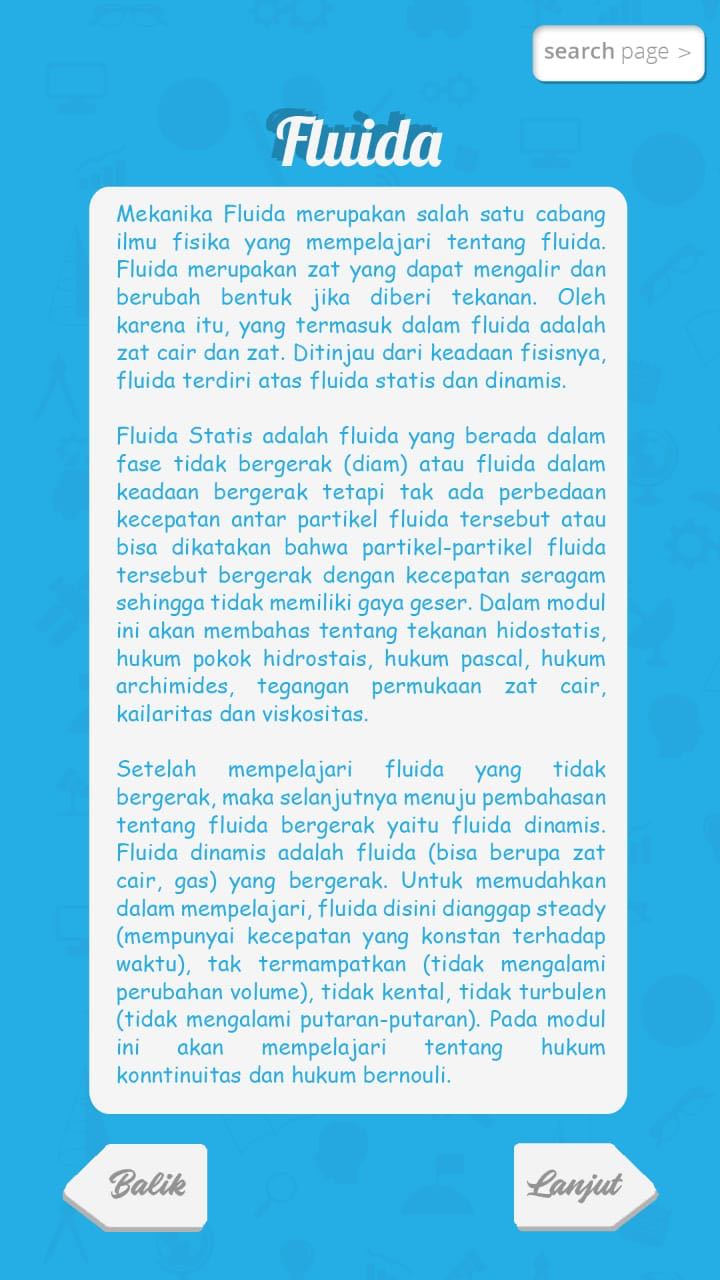 search page >
Fluida
Mekanika Fluida merupakan salah satu cabang
ilmu fisika yang mempelajari tentang fluida.
Fluida merupakan zat yang dapat mengalir dan
berubah bentuk jika diberi tekanan. Oleh
karena itu, yang termasuk dalam fluida adalah
zat cair dan zat. Ditinjau dari keadaan fisisnya,
fluida terdiri atas fluida statis dan dinamis.
Fluida Statis adalah fluida yang berada dalam
fase tidak bergerak (diam) atau fluida dalam
keadaan bergerak tetapi tak ada perbedaan
kecepatan antar partikel fluida tersebut atau
bisa dikatakan bahwa partikel-partikel fluida
tersebut bergerak dengan kecepatan seragam
sehingga tidak memiliki gaya geser. Dalam modul
ini akan membahas tentang tekanan hidostatis,
hukum pokok hidrostais, hukum pascal, hukum
archimides, tegangan permukaan zat cair,
kailaritas dan viskositas.
Setelah mempelajari fluida yang tidak
bergerak, maka selanjutnya menuju pembahasan
tentang fluida bergerak yaitu fluida dinamis.
Fluida dinamis adalah fluida (bisa berupa zat
cair, gas) yang bergerak. Untuk memudahkan
dalam mempelajari, fluida disini dianggap steady
(mempunyai kecepatan yang konstan terhadap
waktu), tak termampatkan (tidak mengalami
perubahan volume), tidak kental, tidak turbulen
(tidak mengalami putaran-putaran). Pada modul
ini akan mempelajari tentang hukum
konntinuitas dan hukum bernouli.
Balik
Lanjut